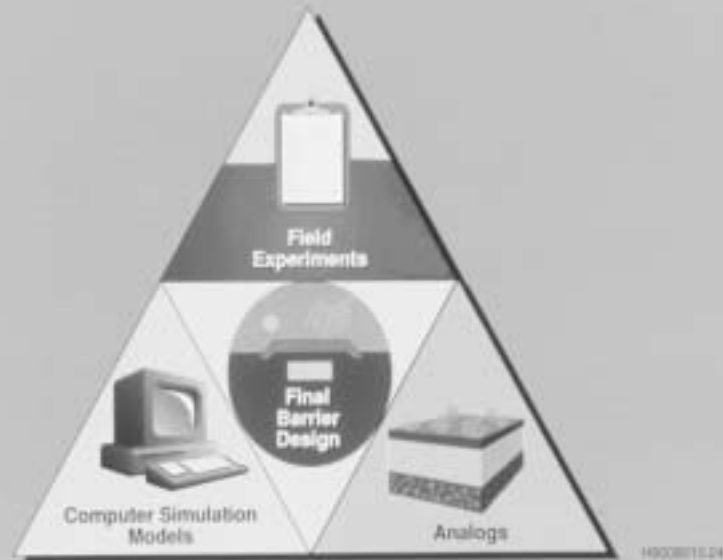 Field
Experiments
Final
Barrier
Design
Computer Simulation
Models
Analogs